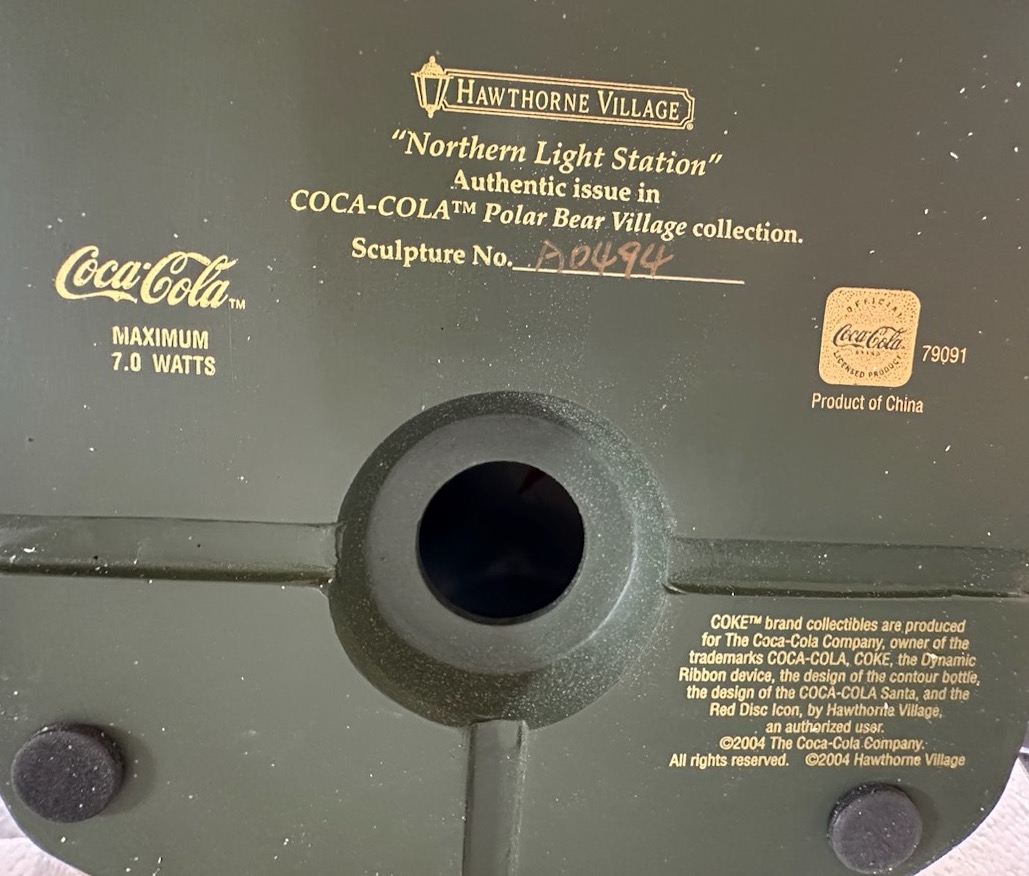 HAWTHORNE VILLAGE
"Northern Light Station"
Authentic issue in
COCA-COLA™ Polar Bear Village collection.
Sculpture No. A0494
Coca-Cola™
MAXIMUM
7.0 WATTS
OFFICIAL
Coca-Cola
BRAND
LICENSED PRODUCT
79091
Product of China
COKE™ brand collectibles are produced
for The Coca-Cola Company, owner of the
trademarks COCA-COLA, COKE, the Dynamic
Ribbon device, the design of the contour bottle,
the design of the COCA-COLA Santa, and the
Red Disc Icon, by Hawthorne Village,
an authorized user.
©2004 The Coca-Cola Company.
All rights reserved. ©2004 Hawthorne Village